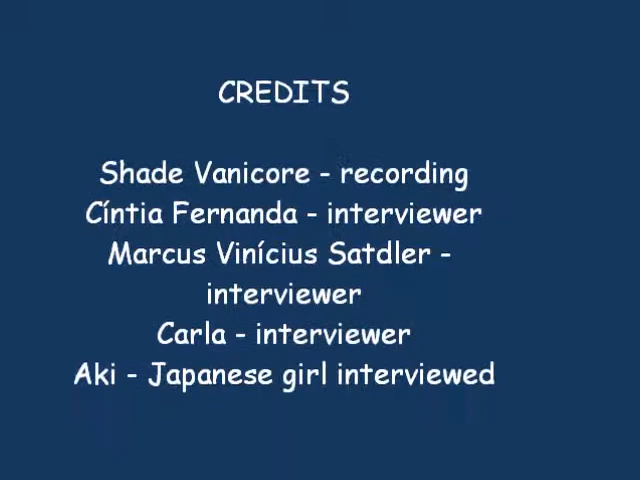 CREDITS
Shade Vanicore - recording
Cíntia Fernanda - interviewer
Marcus Vinícius Satdler -
interviewer
Carla - interviewer
Aki - Japanese girl interviewed